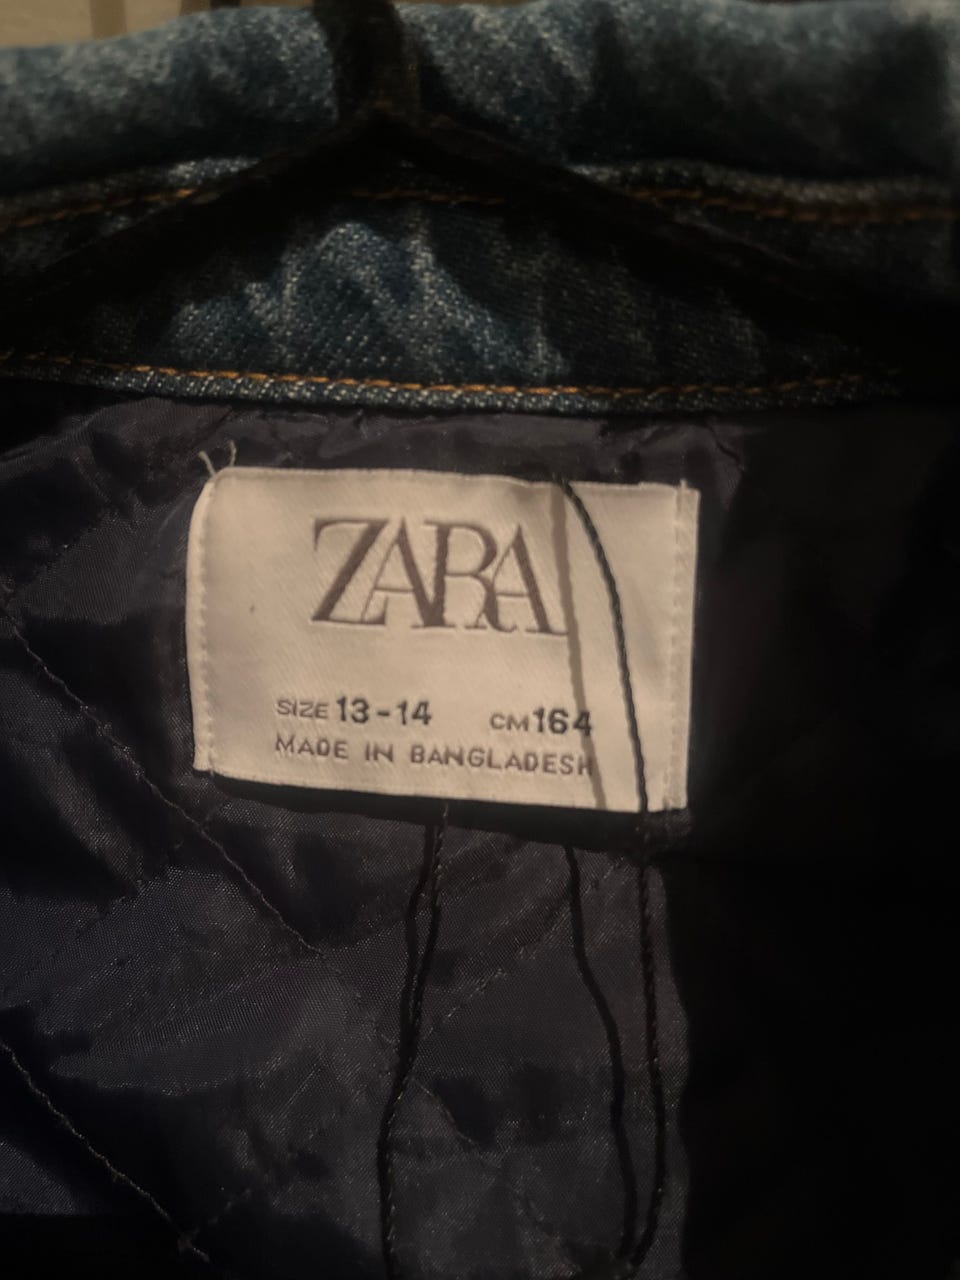 ZARA
SIZE 13-14 CM 164
MADE IN BANGLADESH